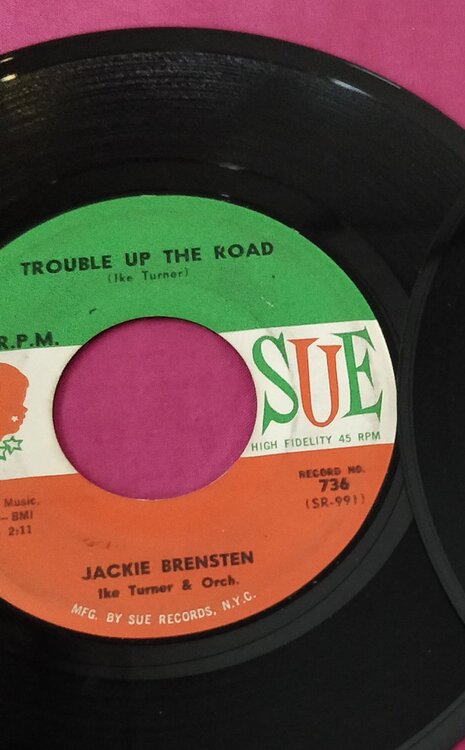 TROUBLE UP THE ROAD
(Ike Turner)
R.P.M.
SUE
HIGH FIDELITY 45 RPM
RECORD NO.
736
(SR-991)
Music.
— BMI
2:11
JACKIE BRENSTEN
Ike Turner & Orch.
MFG. BY SUE RECORDS, N.Y.C.